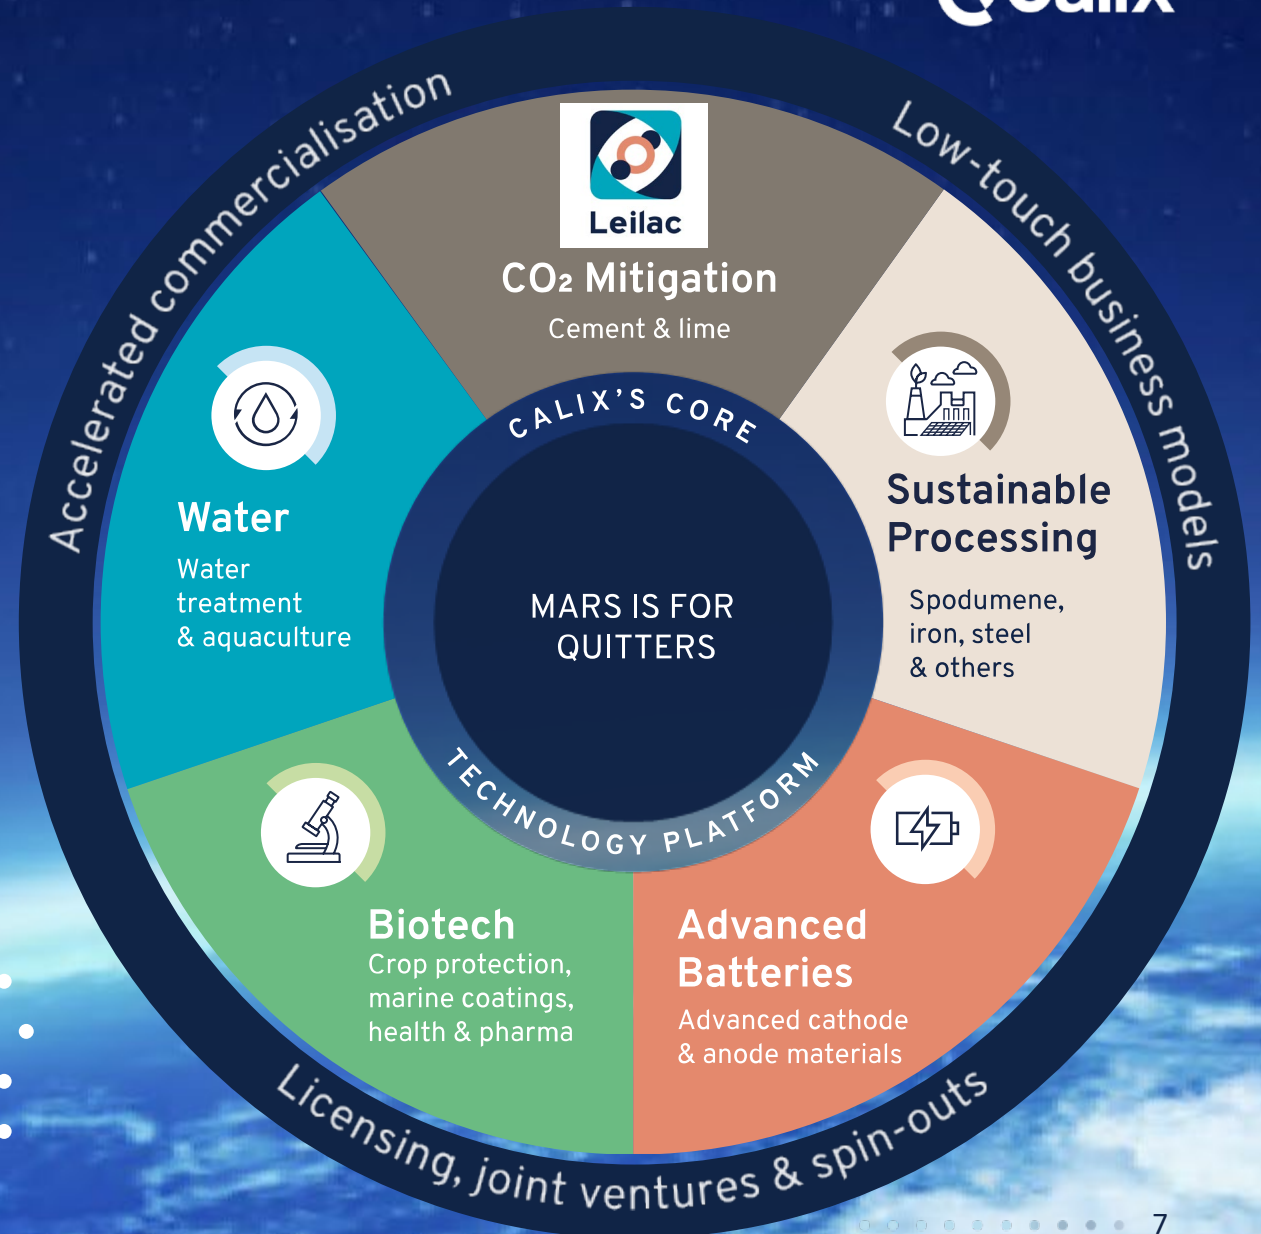 Calix
Accelerated commercialisation
Low-touch business models
Leilac
CO₂ Mitigation
Cement & lime
CALIX'S CORE
Water
Water
treatment
& aquaculture
Sustainable
Processing
Spodumene,
iron, steel
& others
MARS IS FOR
QUITTERS
TECHNOLOGY PLATFORM
Biotech
Crop protection,
marine coatings,
health & pharma
Advanced
Batteries
Advanced cathode
& anode materials
Licensing, joint ventures & spin-outs
7